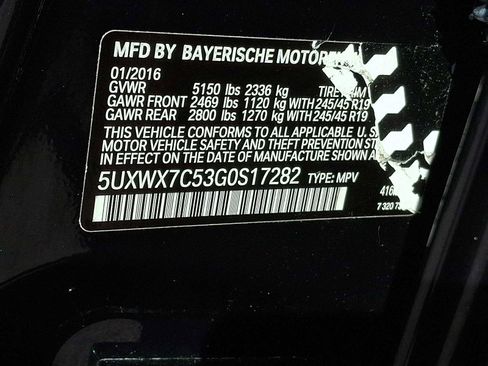 MFD BY BAYERISCHE
01/2016
GVWR 5150 lbs 2336 kg
GAWR FRONT 2469 lbs 1120 kg WITH 245/45 R19
GAWR REAR 2800 lbs 1270 kg WITH 245/45 R19
THIS VEHICLE CONFORMS TO ALL APPLICABLE U.
MOTOR VEHICLE SAFETY AND THEFT PREVENTION
IN EFFECT ON THE DATE OF MANUFACTURE SHOWN
5UXWX7C53G0S17282 TYPE: MPV
7 320